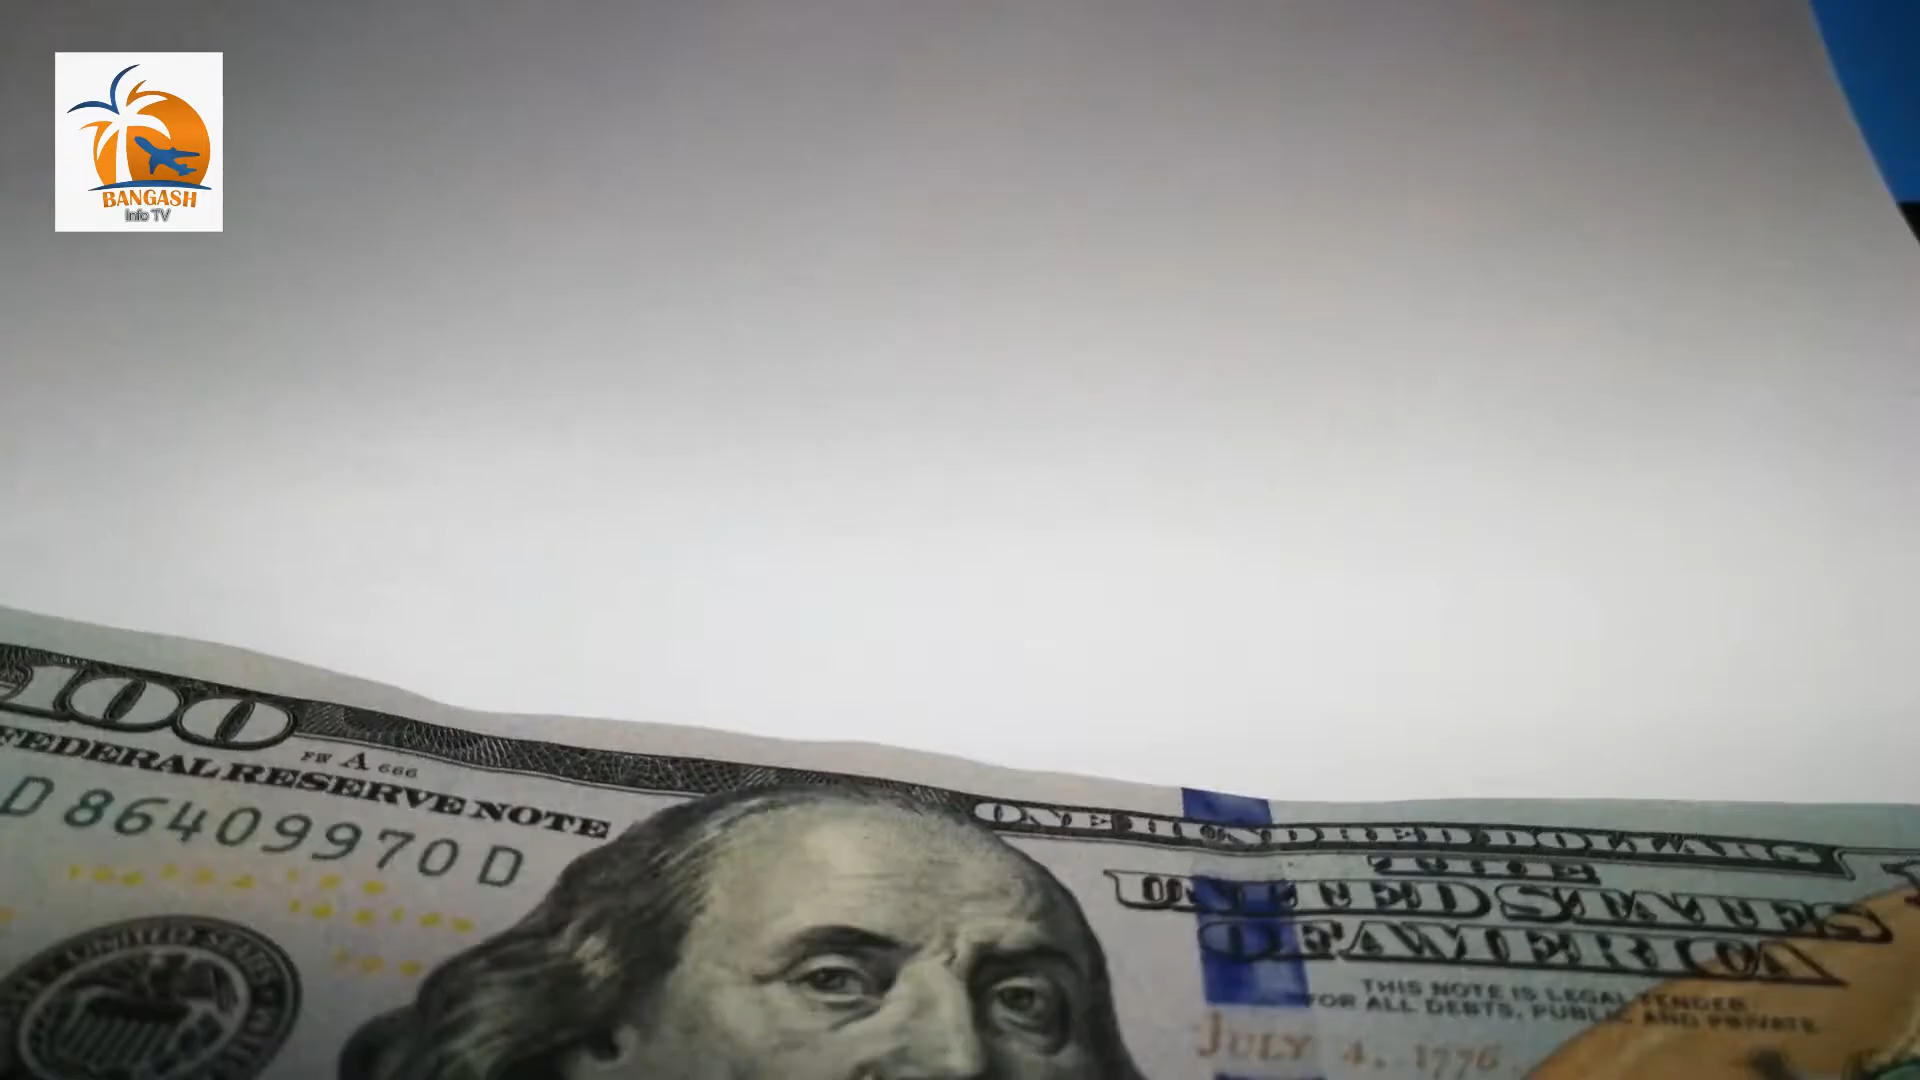 BANGASH
Info TV
100
FW A 666
FEDERAL RESERVE NOTE
D 86409970 D
ONE HUNDRED DOLLARS
THE
UNITED STATES
OF AMERICA
THIS NOTE IS LEGAL TENDER
FOR ALL DEBTS, PUBLIC AND PRIVATE
JULY 4, 1776